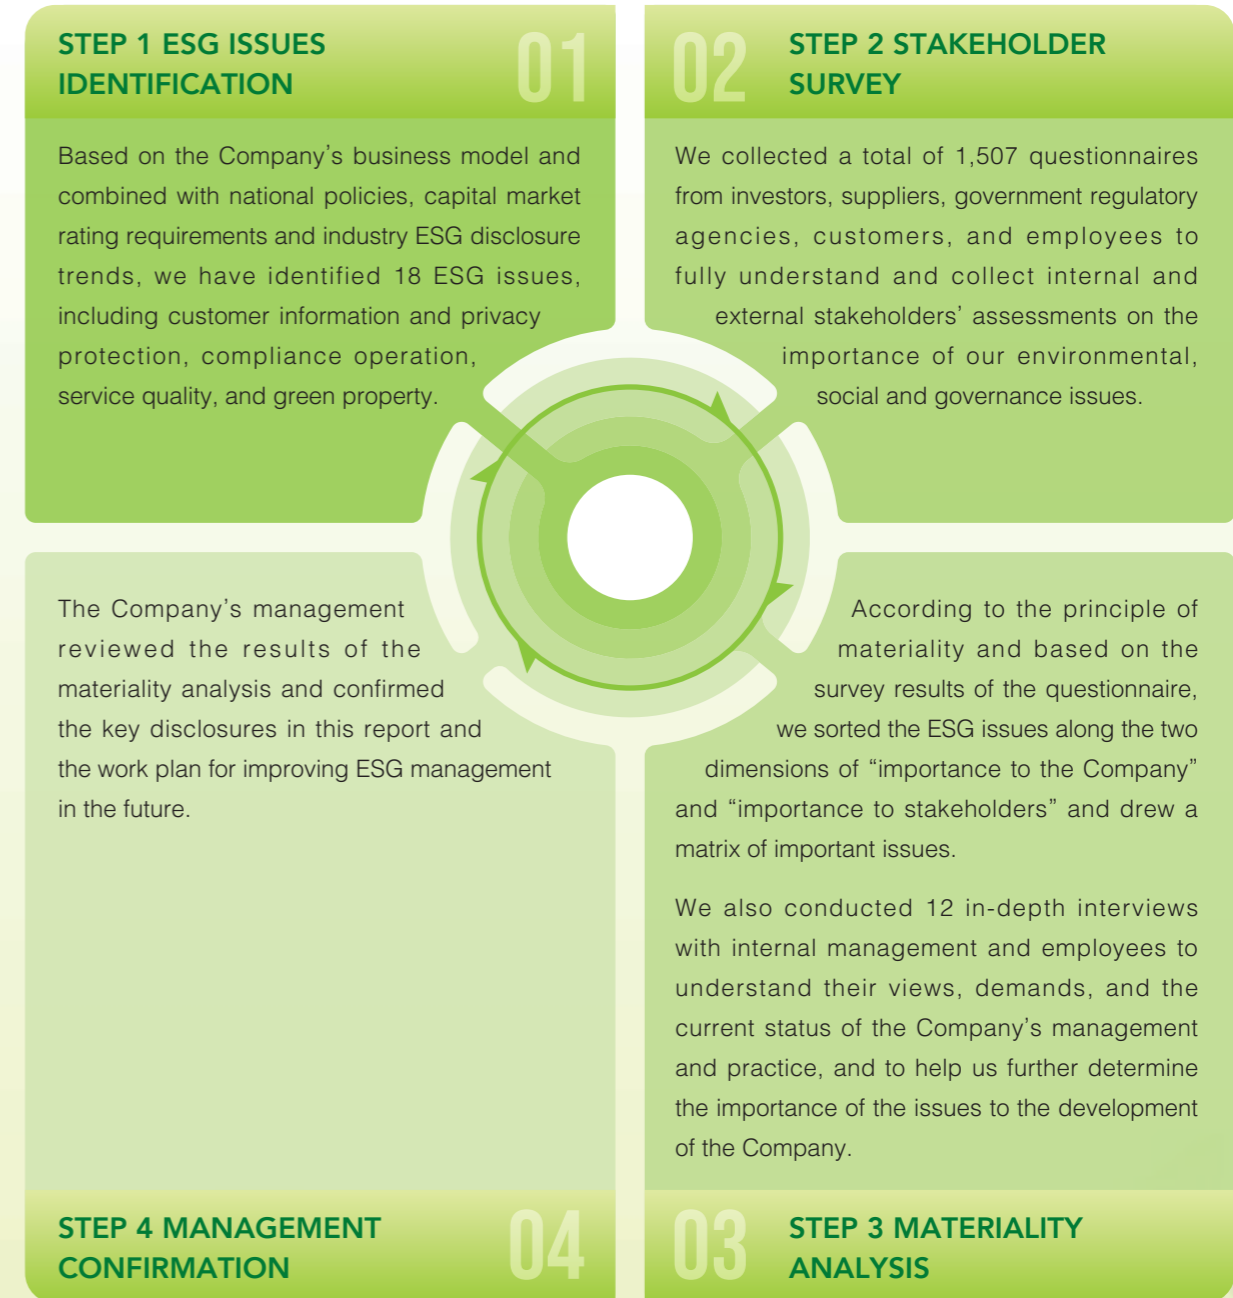 STEP 1 ESG ISSUES
IDENTIFICATION
01
Based on the Company's business model and
combined with national policies, capital market
rating requirements and industry ESG disclosure
trends, we have identified 18 ESG issues,
including customer information and privacy
protection, compliance operation,
service quality, and green property.
02
STEP 2 STAKEHOLDER
SURVEY
We collected a total of 1,507 questionnaires
from investors, suppliers, government regulatory
agencies, customers, and employees to
fully understand and collect internal and
external stakeholders' assessments on the
importance of our environmental,
social and governance issues.
According to the principle of
materiality and based on the
survey results of the questionnaire,
we sorted the ESG issues along the two
dimensions of “importance to the Company”
and “importance to stakeholders” and drew a
matrix of important issues.
We also conducted 12 in-depth interviews
with internal management and employees to
understand their views, demands, and the
current status of the Company's management
and practice, and to help us further determine
the importance of the issues to the development
of the Company.
03
STEP 3 MATERIALITY
ANALYSIS
The Company's management
reviewed the results of the
materiality analysis and confirmed
the key disclosures in this report and
the work plan for improving ESG management
in the future.
STEP 4 MANAGEMENT
CONFIRMATION
04